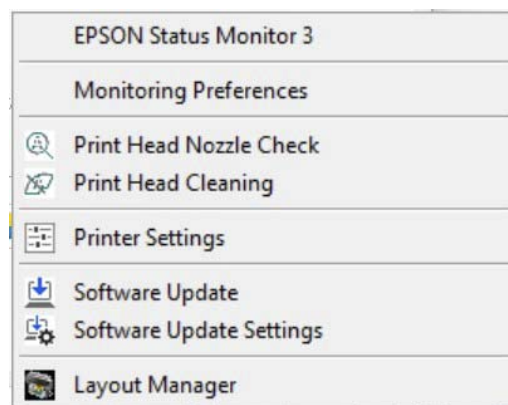 EPSON Status Monitor 3
Monitoring Preferences
Print Head Nozzle Check
Print Head Cleaning
Printer Settings
Software Update
Software Update Settings
Layout Manager